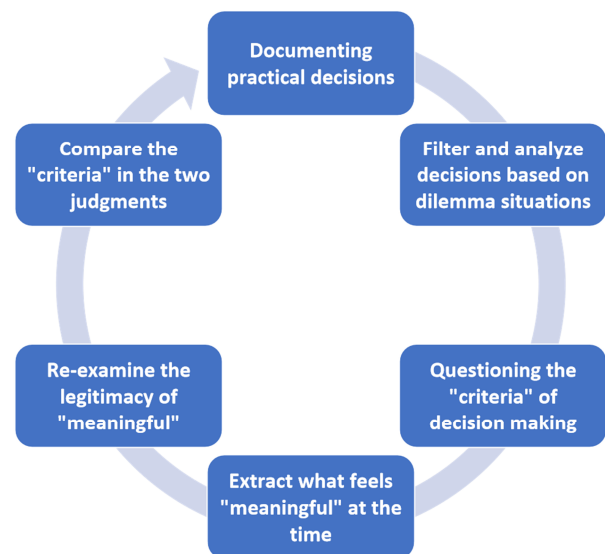 Documenting
practical decisions
Filter and analyze
decisions based on
dilemma situations
Questioning the
"criteria" of
decision making
Extract what feels
"meaningful" at the
time
Re-examine the
legitimacy of
"meaningful"
Compare the
"criteria" in the two
judgments